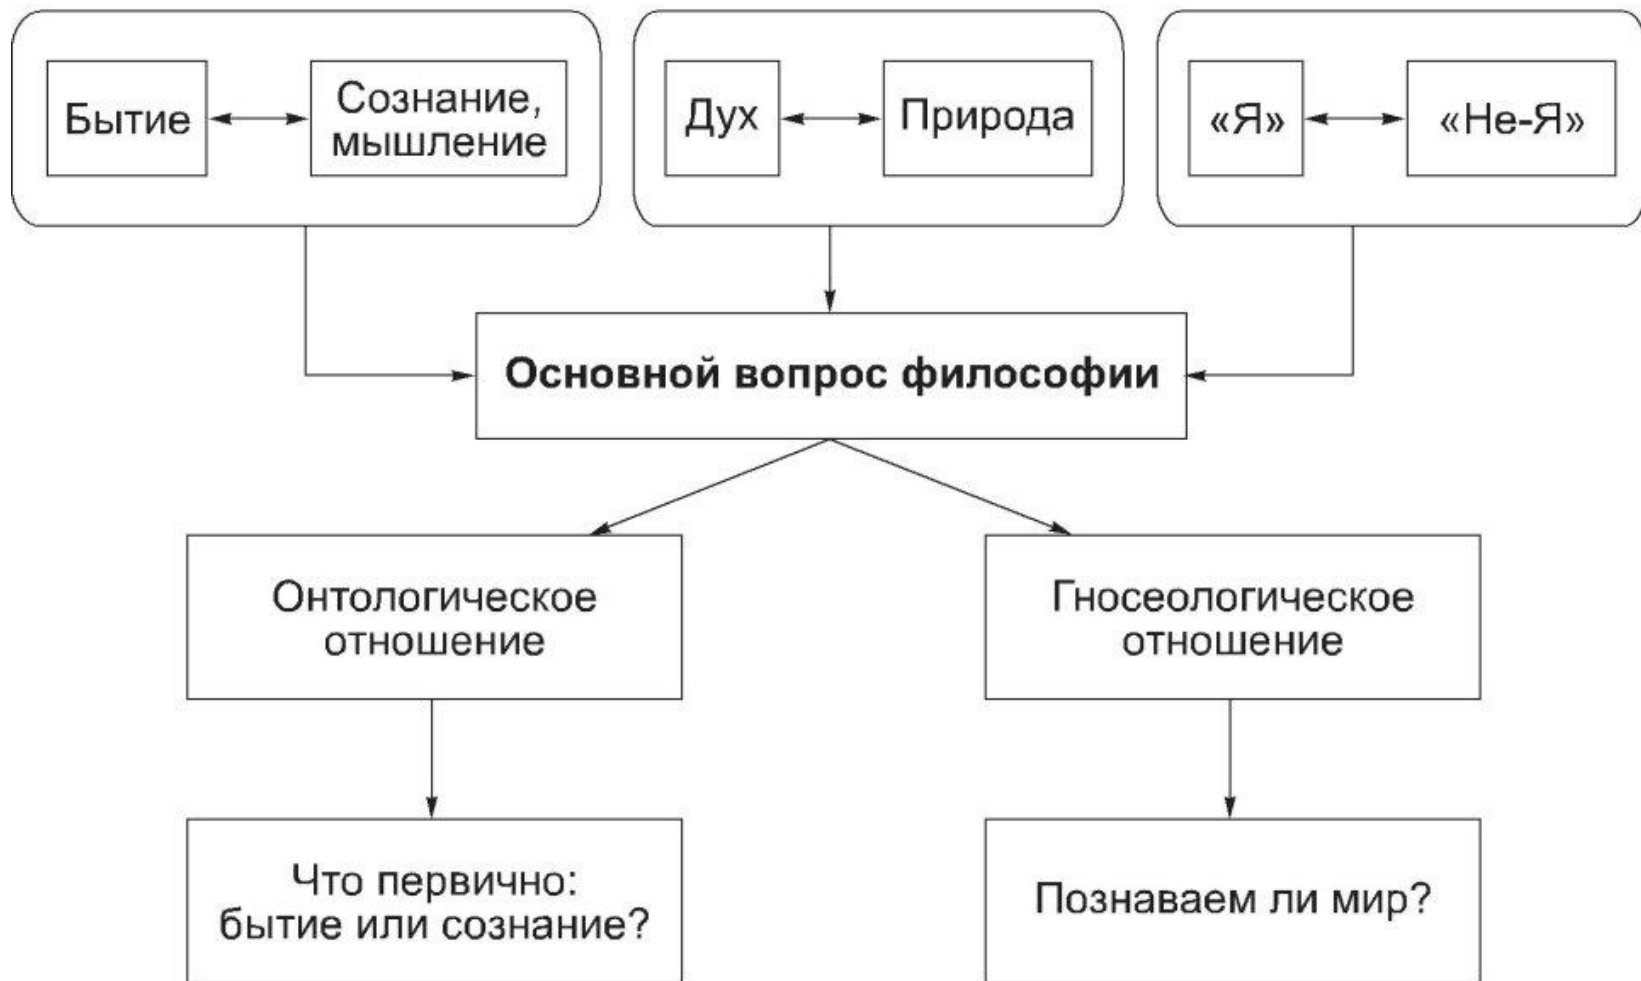 Бытие
Сознание,
мышление
Дух
Природа
«Я»
«Не-Я»
Основной вопрос философии
Онтологическое
отношение
Гносеологическое
отношение
Что первично:
бытие или сознание?
Познаваем ли мир?